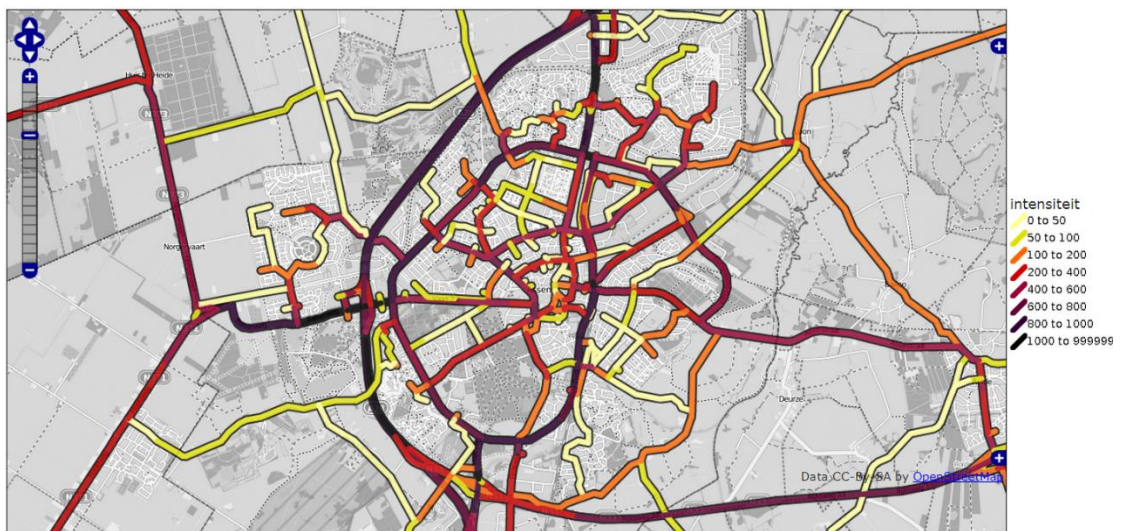 Norgervaart
Deurze
Data CC-By-SA by OpenStreetMap
intensiteit
0 to 50
50 to 100
100 to 200
200 to 400
400 to 600
600 to 800
800 to 1000
1000 to 999999